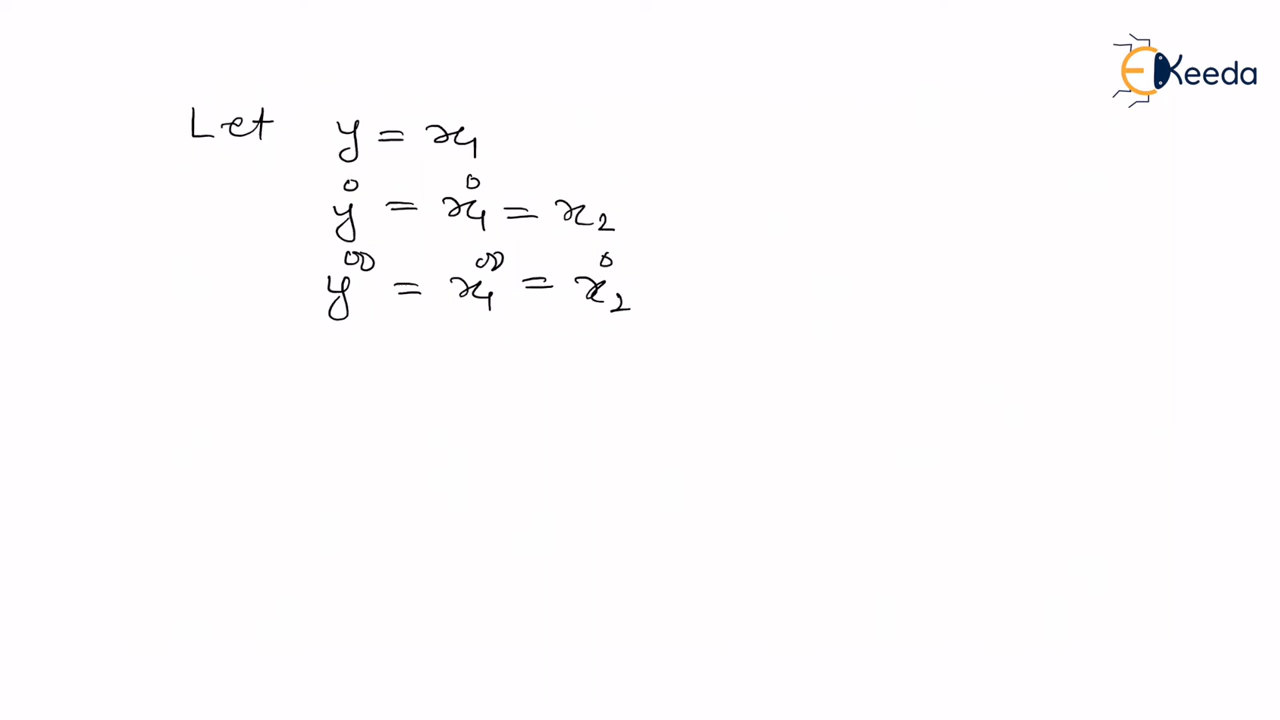 EKeeda
Let y = x₁
ẏ = ẋ₁ = x₂
ÿ = ẍ₁ = ẋ₂